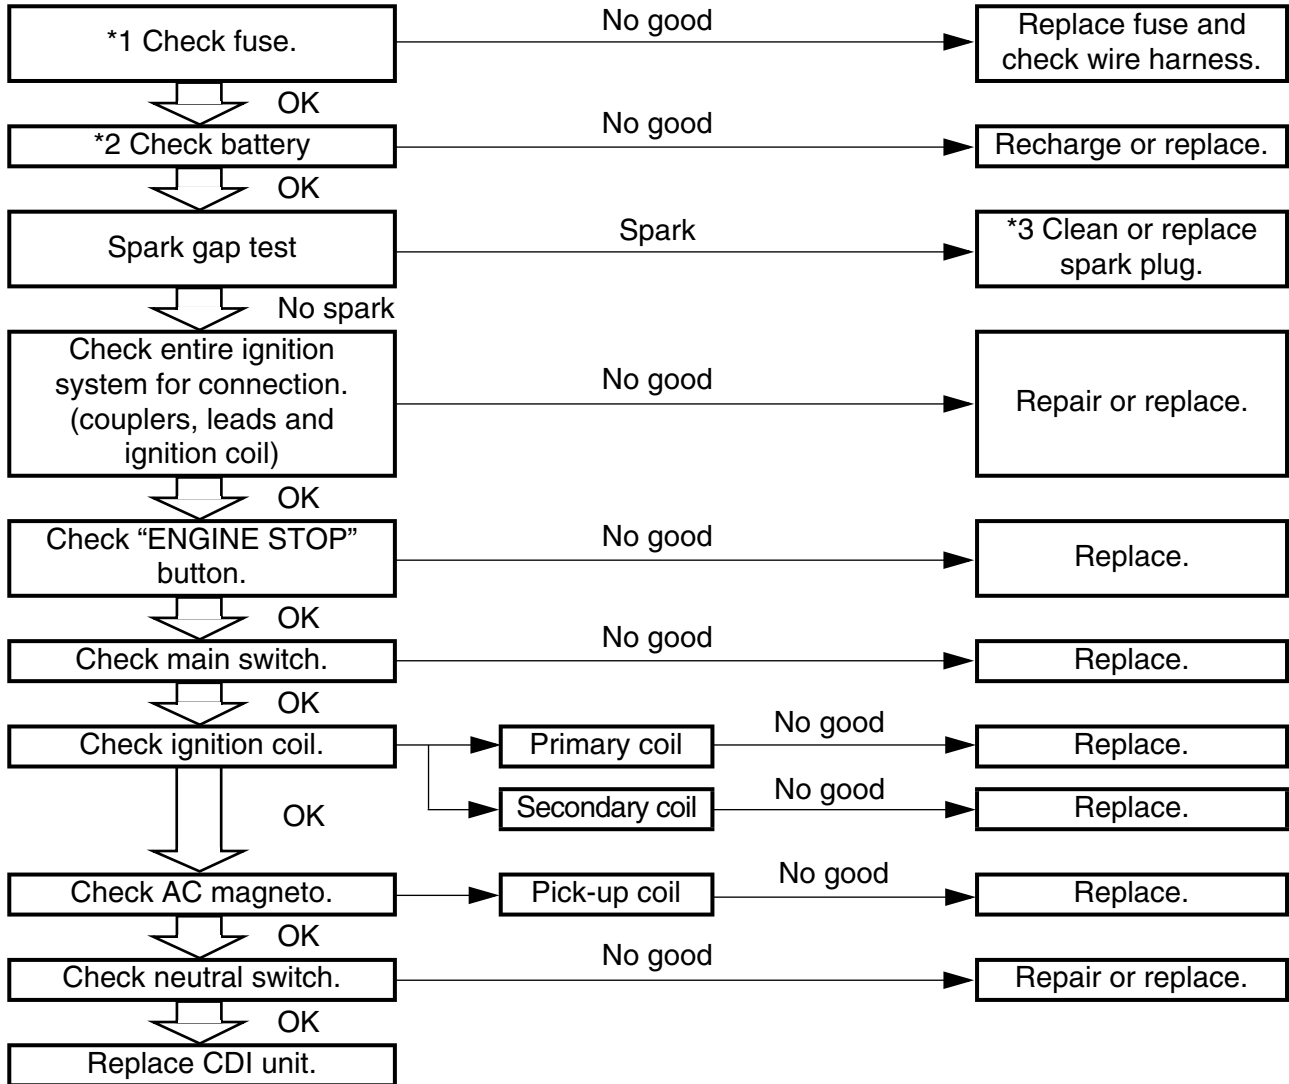 *1 Check fuse.
No good
Replace fuse and
check wire harness.
OK
*2 Check battery
No good
Recharge or replace.
OK
Spark gap test
Spark
*3 Clean or replace
spark plug.
No spark
Check entire ignition
system for connection.
(couplers, leads and
ignition coil)
No good
Repair or replace.
OK
Check “ENGINE STOP”
button.
No good
Replace.
OK
Check main switch.
No good
Replace.
OK
Check ignition coil.
Primary coil
No good
Replace.
Secondary coil
No good
Replace.
OK
Check AC magneto.
Pick-up coil
No good
Replace.
OK
Check neutral switch.
No good
Repair or replace.
OK
Replace CDI unit.